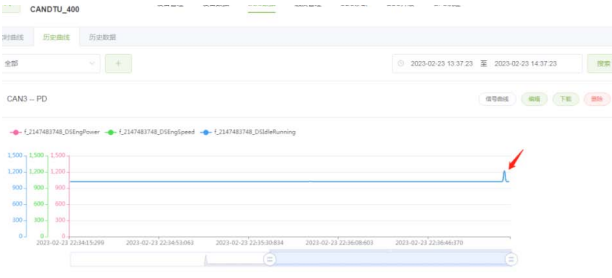 CANDTU_400
时曲线 历史曲线 历史数据
全部 +
2023-02-23 13:37:23 至 2023-02-23 14:37:23 搜索
CAN3 -- PD 信号曲线 编辑 下载 删除
f_2147483748_DSEngPower f_2147483748_DSEngSpeed f_2147483748_DSIdleRunning
1,500 1,500 1,500
1,200 1,200 1,200
900 900 900
600 600 600
300 300 300
0 0 0
2023-02-23 22:34:15:299 2023-02-23 22:34:53:063 2023-02-23 22:35:30:834 2023-02-23 22:36:08:603 2023-02-23 22:36:46:370